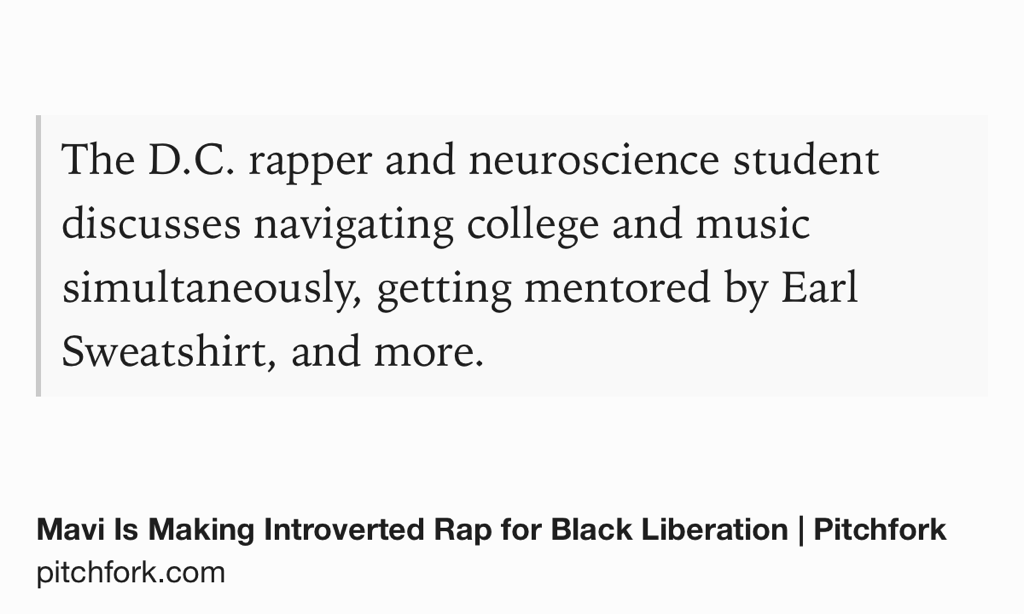 The D.C. rapper and neuroscience student
discusses navigating college and music
simultaneously, getting mentored by Earl
Sweatshirt, and more.
Mavi Is Making Introverted Rap for Black Liberation | Pitchfork
pitchfork.com